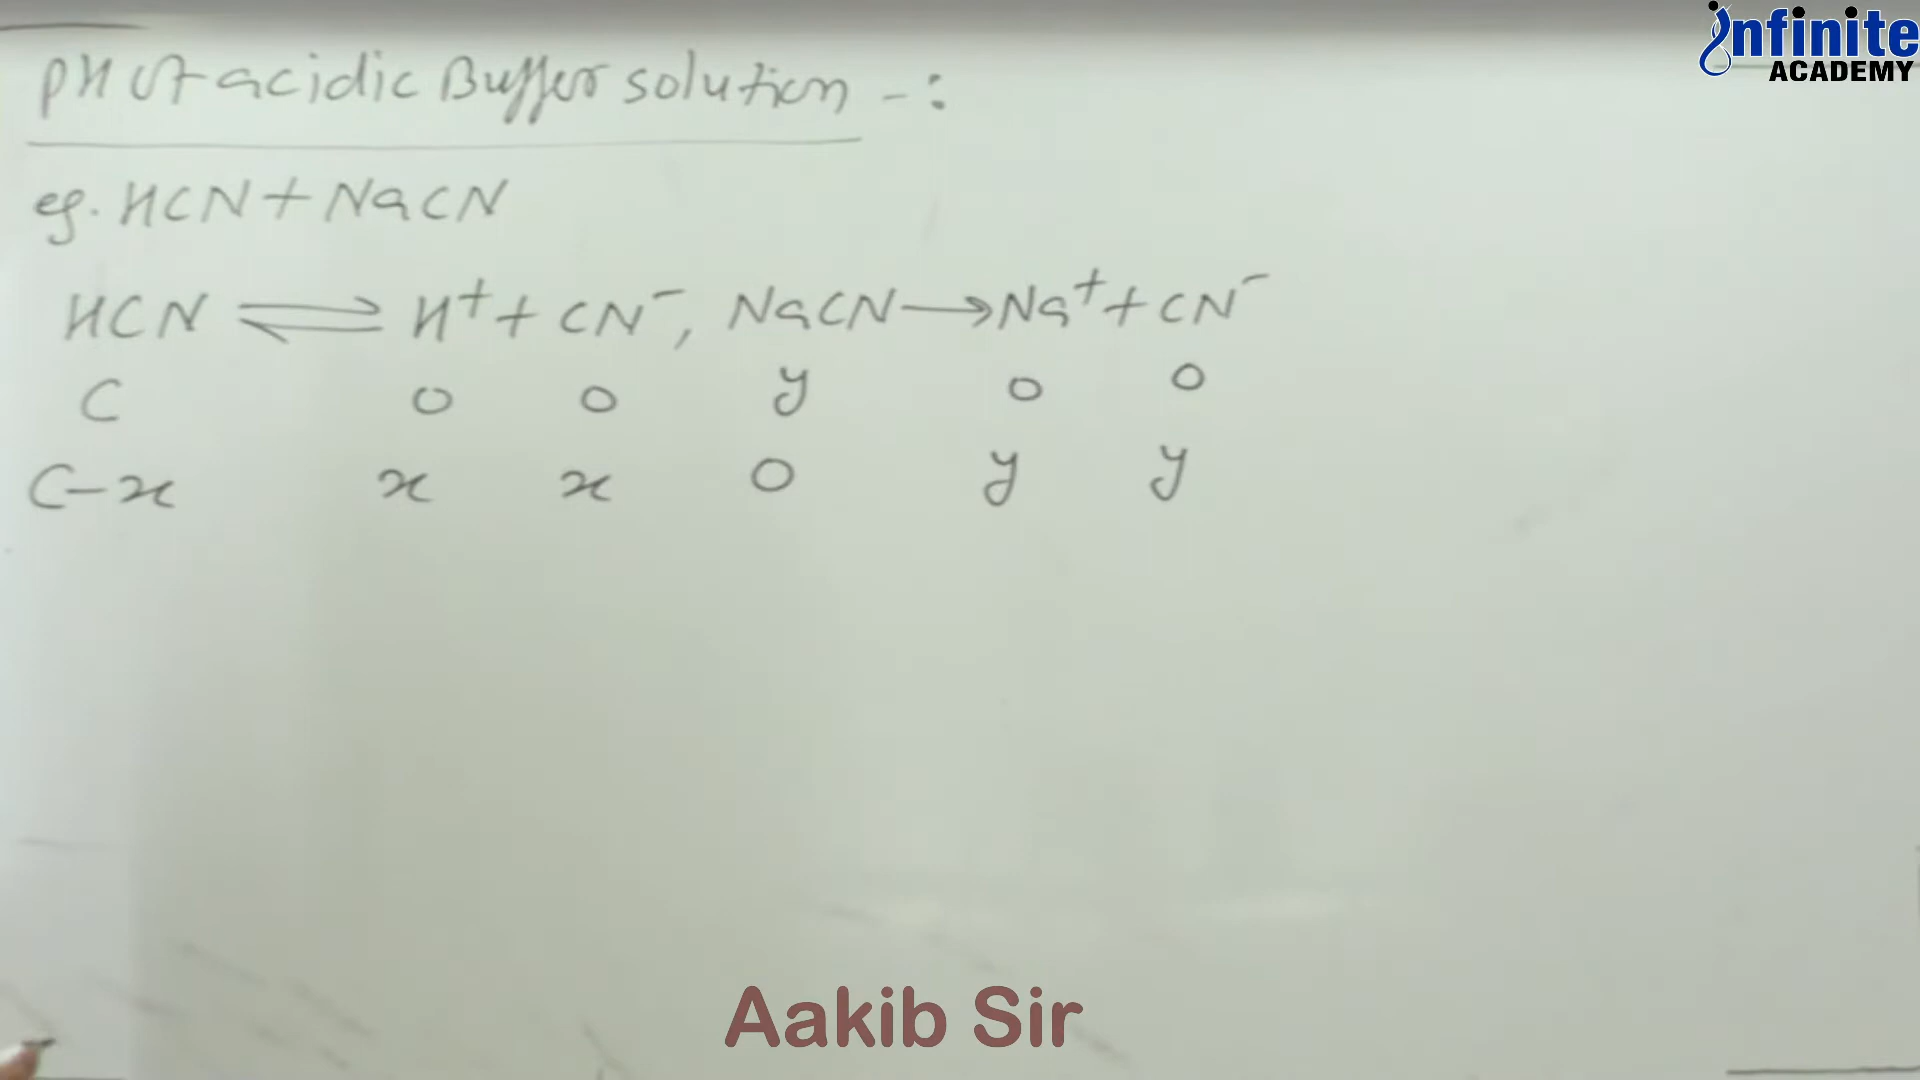 infinite
ACADEMY
pH of acidic Buffer solution -:
eg. HCN + NaCN
HCN ⇌ H⁺ + CN⁻, NaCN → Na⁺ + CN⁻
C 0 0 y 0 0
C-x x x 0 y y
Aakib Sir